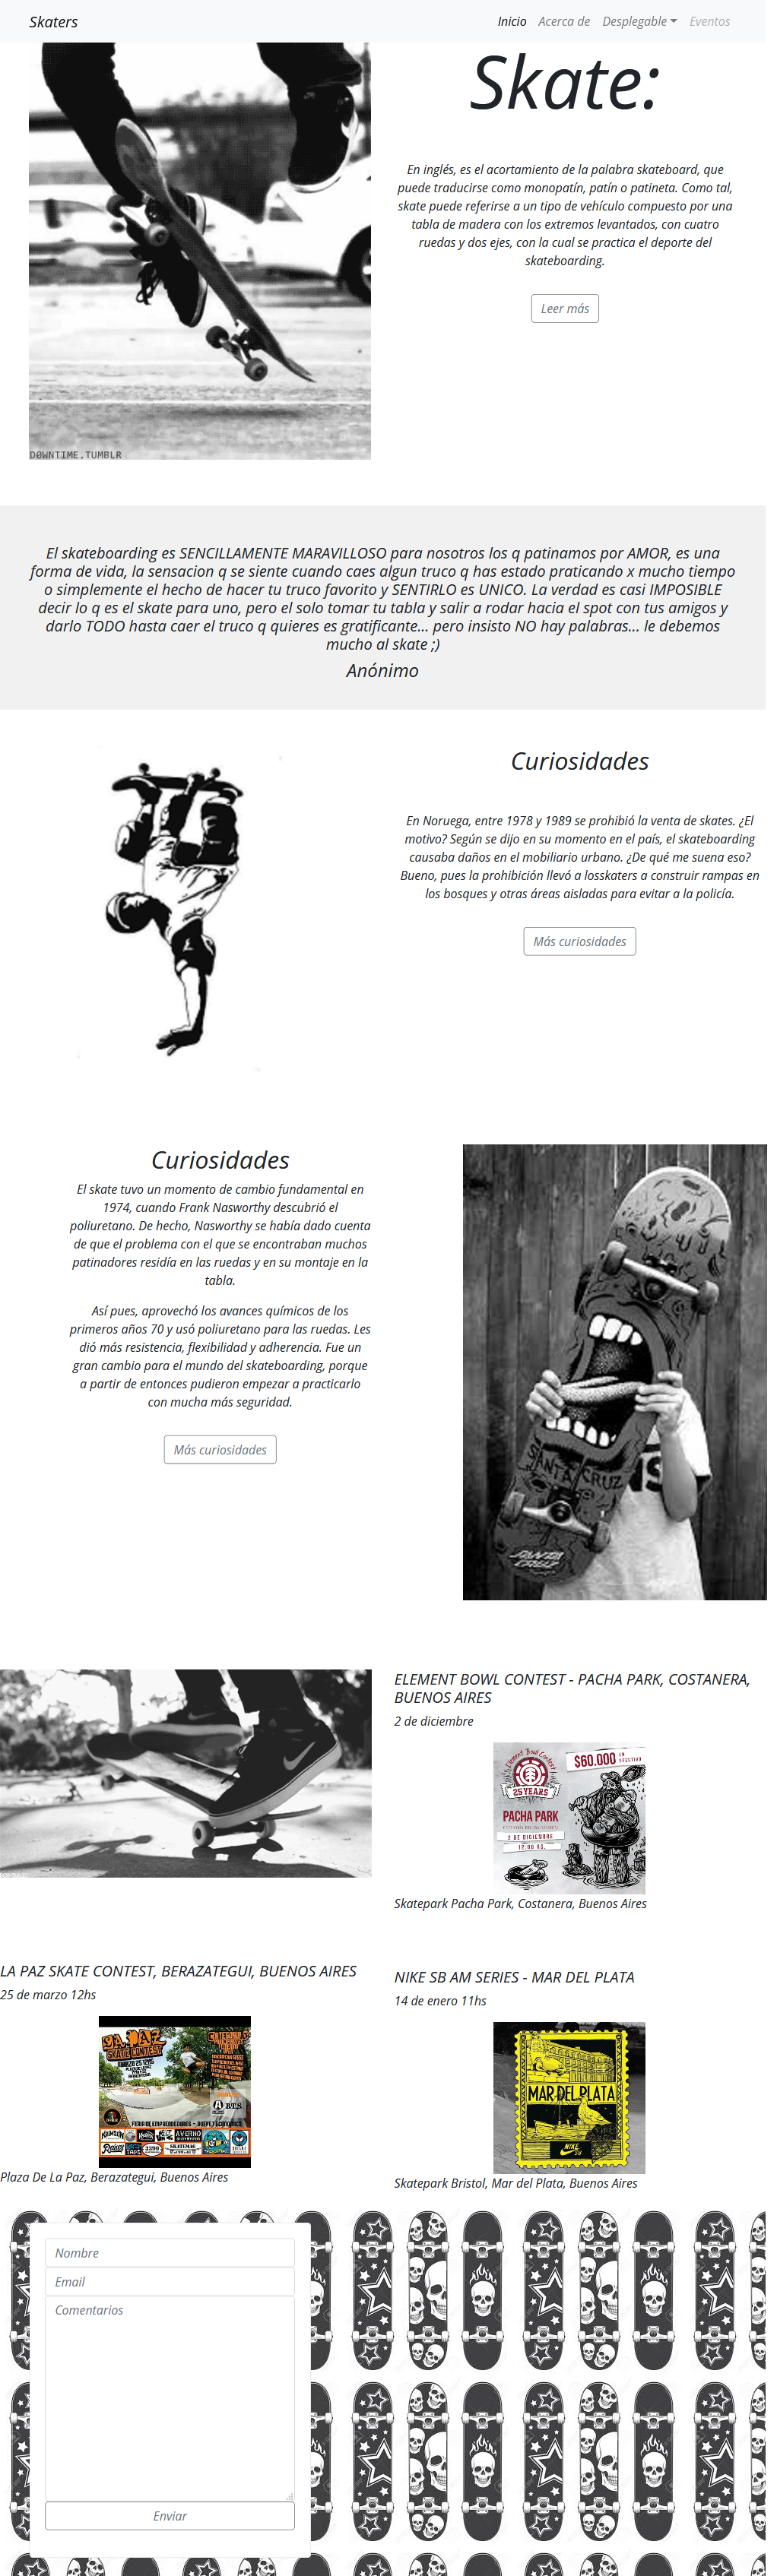 Skaters
Inicio
Acerca de
Desplegable
Eventos
Skate:
En inglés, es el acortamiento de la palabra skateboard, que
puede traducirse como monopatín, patín o patineta. Como tal,
skate puede referirse a un tipo de vehículo compuesto por una
tabla de madera con los extremos levantados, con cuatro
ruedas y dos ejes, con la cual se practica el deporte del
skateboarding.
Leer más
DOWNTIME.TUMBLR
El skateboarding es SENCILLAMENTE MARAVILLOSO para nosotros los q patinamos por AMOR, es una
forma de vida, la sensacion q se siente cuando caes algun truco q has estado praticando x mucho tiempo
o simplemente el hecho de hacer tu truco favorito y SENTIRLO es UNICO. La verdad es casi IMPOSIBLE
decir lo q es el skate para uno, pero el solo tomar tu tabla y salir a rodar hacia el spot con tus amigos y
darlo TODO hasta caer el truco q quieres es gratificante... pero insisto NO hay palabras... le debemos
mucho al skate ;)
Anónimo
Curiosidades
En Noruega, entre 1978 y 1989 se prohibió la venta de skates. ¿El
motivo? Según se dijo en su momento en el país, el skateboarding
causaba daños en el mobiliario urbano. ¿De qué me suena eso?
Bueno, pues la prohibición llevó a losskaters a construir rampas en
los bosques y otras áreas aisladas para evitar a la policía.
Más curiosidades
Curiosidades
El skate tuvo un momento de cambio fundamental en
1974, cuando Frank Nasworthy descubrió el
poliuretano. De hecho, Nasworthy se había dado cuenta
de que el problema con el que se encontraban muchos
patinadores residía en las ruedas y en su montaje en la
tabla.
Así pues, aprovechó los avances químicos de los
primeros años 70 y usó poliuretano para las ruedas. Les
dió más resistencia, flexibilidad y adherencia. Fue un
gran cambio para el mundo del skateboarding, porque
a partir de entonces pudieron empezar a practicarlo
con mucha más seguridad.
Más curiosidades
SANTA CRUZ
SANTA
CRUZ
ELEMENT BOWL CONTEST - PACHA PARK, COSTANERA,
BUENOS AIRES
2 de diciembre
Element Bowl Contest
25 YEARS
$60.000 EN
EFECTIVO
PACHA PARK
2 DE DICIEMBRE
12:00 HS.
Skatepark Pacha Park, Costanera, Buenos Aires
LA PAZ SKATE CONTEST, BERAZATEGUI, BUENOS AIRES
25 de marzo 12hs
LA PAZ
SKATE CONTEST
FERIA DE EMPRENDEDORES - BUFFET ECONOMICO
Plaza De La Paz, Berazategui, Buenos Aires
NIKE SB AM SERIES - MAR DEL PLATA
14 de enero 11hs
MAR DEL PLATA
NIKE
Skatepark Bristol, Mar del Plata, Buenos Aires
Nombre
Email
Comentarios
Enviar